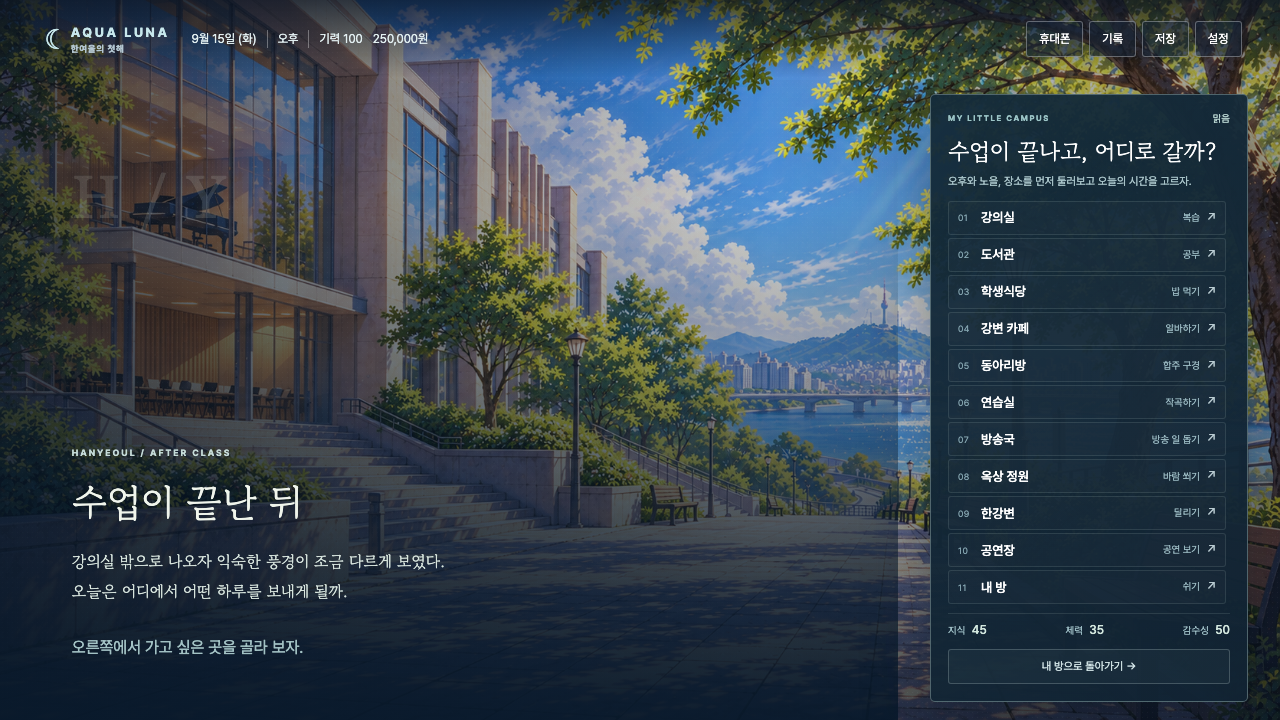 AQUA LUNA
한여울의 첫해
9월 15일 (화) 오후 기력 100 250,000원
휴대폰 기록 저장 설정
H / Y
HANYEOUL / AFTER CLASS
수업이 끝난 뒤
강의실 밖으로 나오자 익숙한 풍경이 조금 다르게 보였다.
오늘은 어디에서 어떤 하루를 보내게 될까.
오른쪽에서 가고 싶은 곳을 골라 보자.
MY LITTLE CAMPUS 맑음
수업이 끝나고, 어디로 갈까?
오후와 노을, 장소를 먼저 둘러보고 오늘의 시간을 고르자.
01 강의실 복습 ↗
02 도서관 공부 ↗
03 학생식당 밥 먹기 ↗
04 강변 카페 알바하기 ↗
05 동아리방 합주 구경 ↗
06 연습실 작곡하기 ↗
07 방송국 방송 일 돕기 ↗
08 옥상 정원 바람 쐬기 ↗
09 한강변 달리기 ↗
10 공연장 공연 보기 ↗
11 내 방 쉬기 ↗
지식 45 체력 35 감수성 50
내 방으로 돌아가기 →